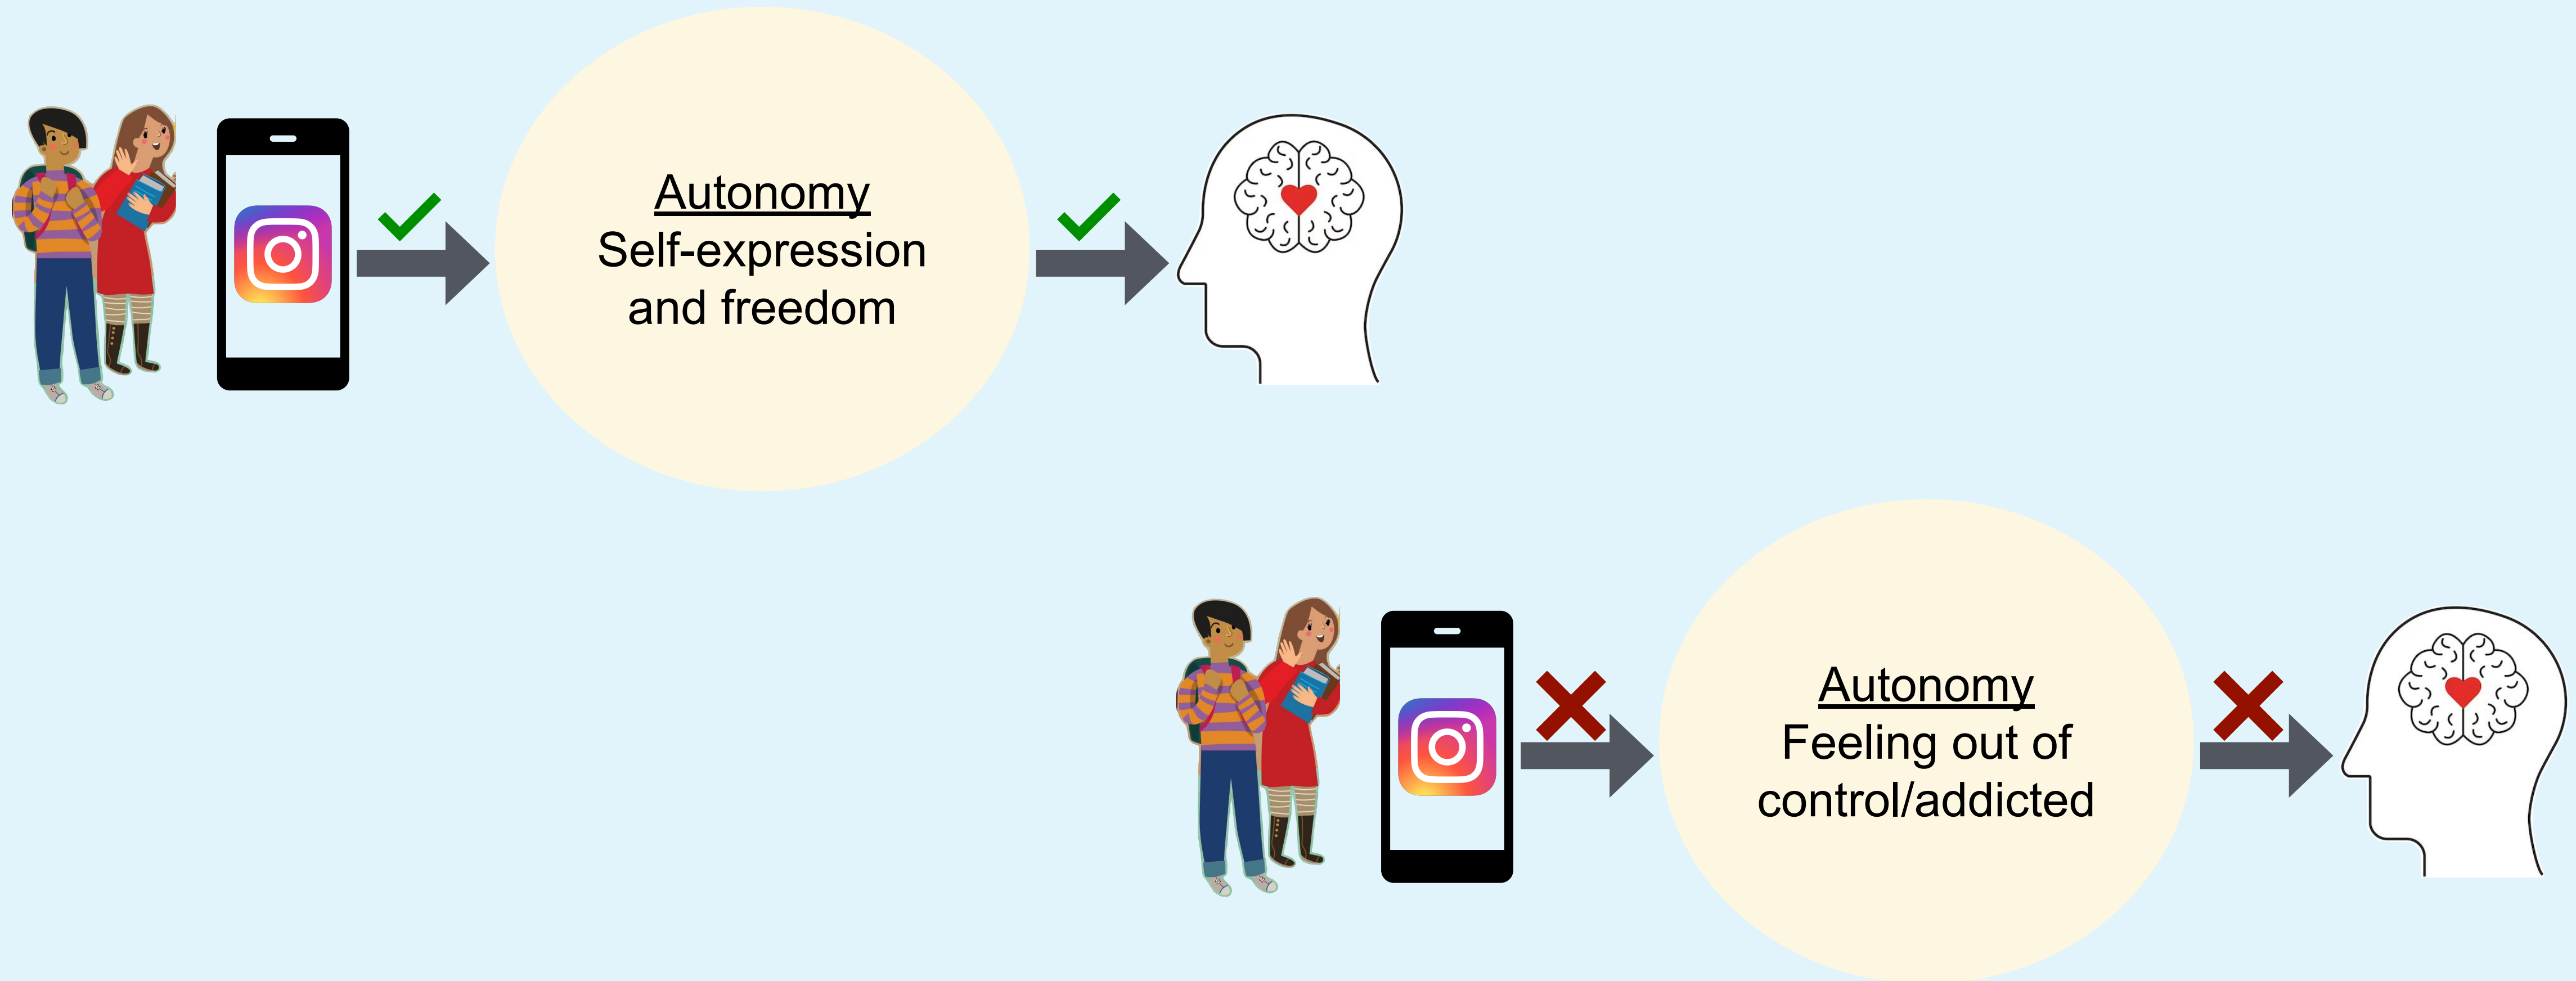 Autonomy
Self-expression
and freedom
Autonomy
Feeling out of
control/addicted